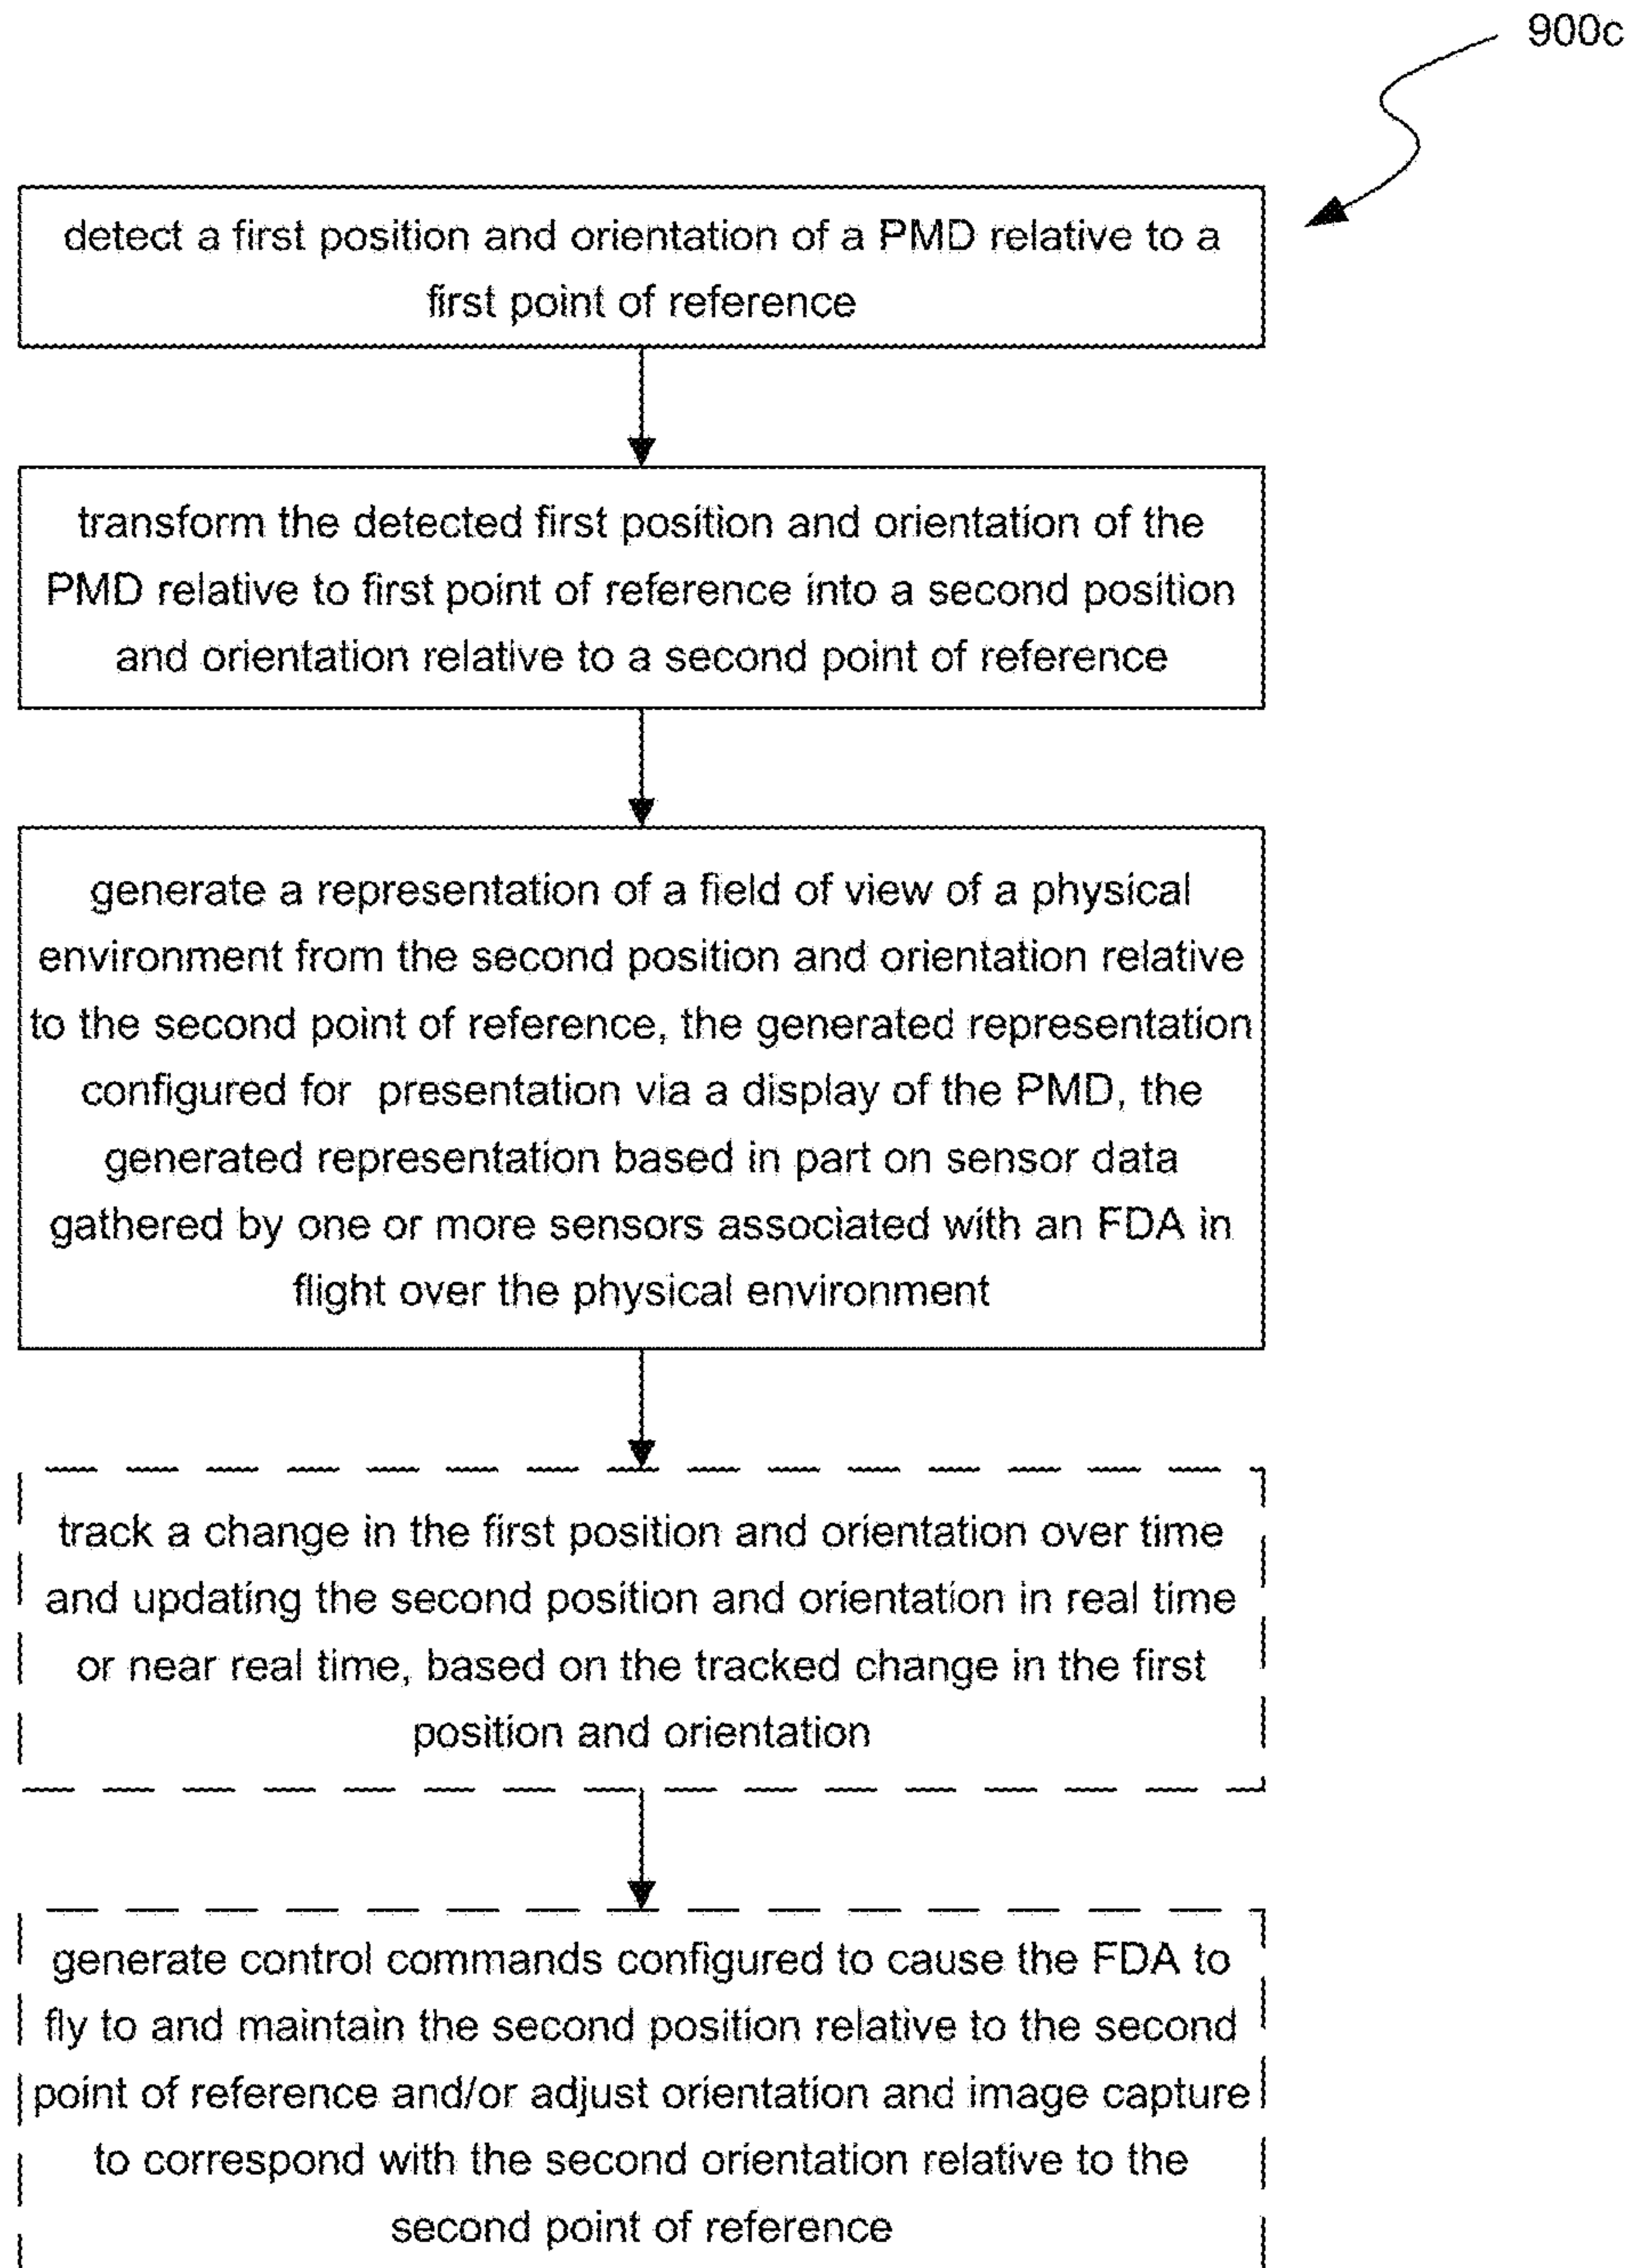 900c
detect a first position and orientation of a PMD relative to a
first point of reference
transform the detected first position and orientation of the
PMD relative to first point of reference into a second position
and orientation relative to a second point of reference
generate a representation of a field of view of a physical
environment from the second position and orientation relative
to the second point of reference, the generated representation
configured for presentation via a display of the PMD, the
generated representation based in part on sensor data
gathered by one or more sensors associated with an FDA in
flight over the physical environment
track a change in the first position and orientation over time
and updating the second position and orientation in real time
or near real time, based on the tracked change in the first
position and orientation
generate control commands configured to cause the FDA to
fly to and maintain the second position relative to the second
point of reference and/or adjust orientation and image capture
to correspond with the second orientation relative to the
second point of reference